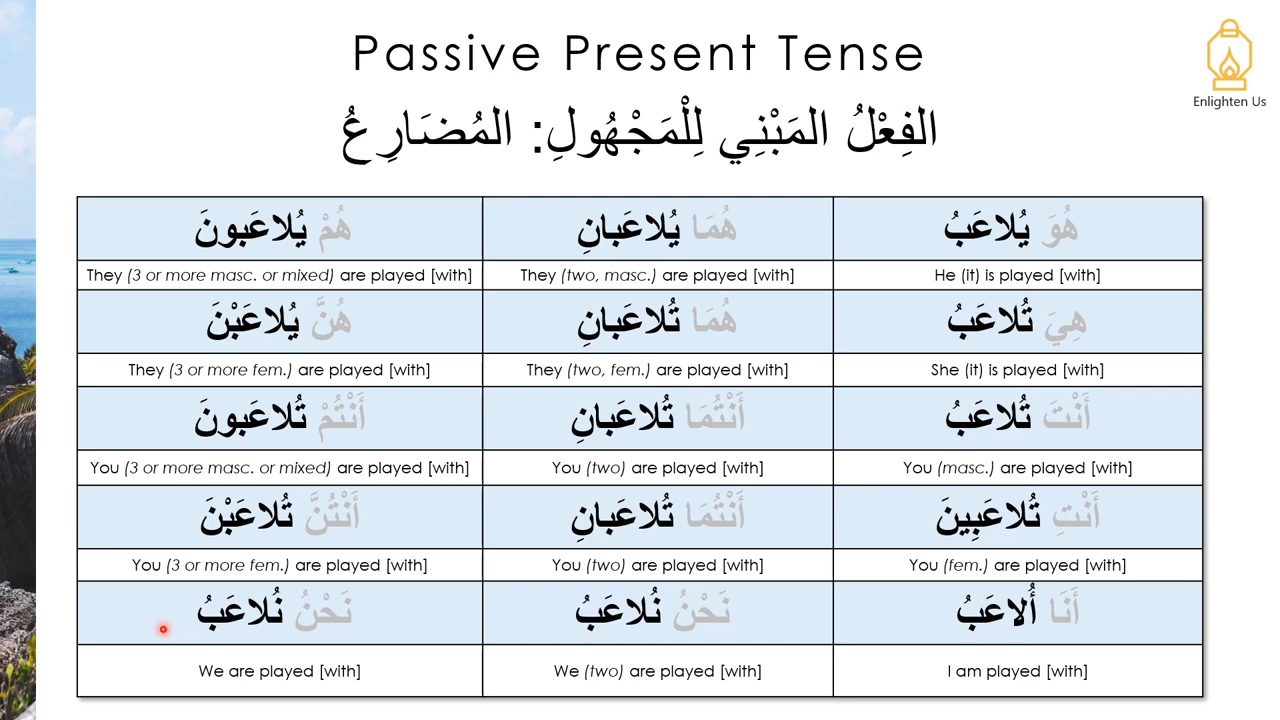 Passive Present Tense
Enlighten Us
الفِعْلُ المَبْنِي لِلْمَجْهُولِ: المُضَارِعُ
هُوَ يُلاعَبُ
هُمَا يُلاعَبانِ
هُمْ يُلاعَبونَ
He (it) is played [with]
They (two, masc.) are played [with]
They (3 or more masc. or mixed) are played [with]
هِيَ تُلاعَبُ
هُمَا تُلاعَبانِ
هُنَّ يُلاعَبْنَ
She (it) is played [with]
They (two, fem.) are played [with]
They (3 or more fem.) are played [with]
أَنْتَ تُلاعَبُ
أَنْتُمَا تُلاعَبانِ
أَنْتُمْ تُلاعَبونَ
You (masc.) are played [with]
You (two) are played [with]
You (3 or more masc. or mixed) are played [with]
أَنْتِ تُلاعَبِينَ
أَنْتُمَا تُلاعَبانِ
أَنْتُنَّ تُلاعَبْنَ
You (fem.) are played [with]
You (two) are played [with]
You (3 or more fem.) are played [with]
أَنَا أُلاعَبُ
نَحْنُ نُلاعَبُ
نَحْنُ نُلاعَبُ
I am played [with]
We (two) are played [with]
We are played [with]